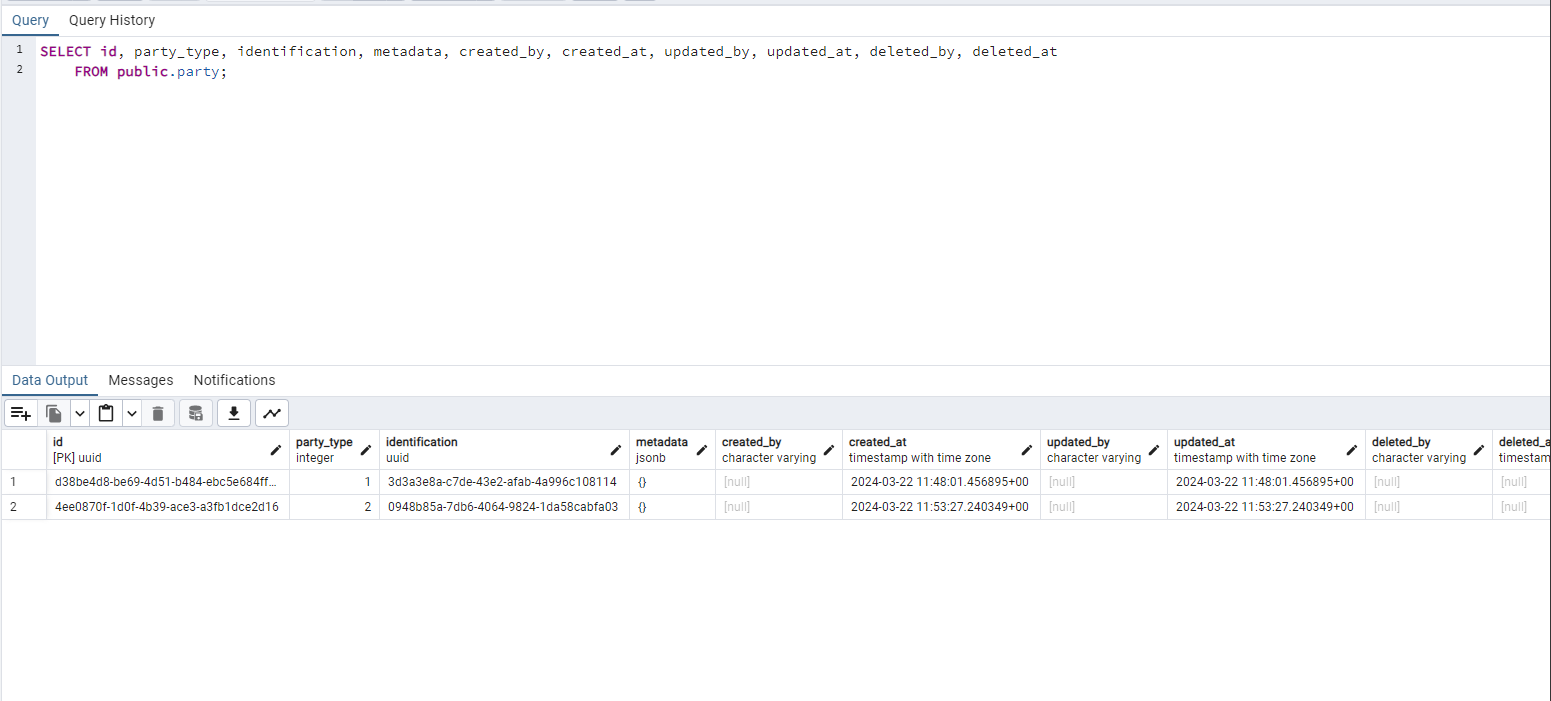 Query Query History
1 SELECT id, party_type, identification, metadata, created_by, created_at, updated_by, updated_at, deleted_by, deleted_at
2 FROM public.party;
Data Output Messages Notifications
id party_type identification metadata created_by created_at updated_by updated_at deleted_by deleted_a
[PK] uuid integer uuid jsonb character varying timestamp with time zone character varying timestamp with time zone character varying timestam
1 d38be4d8-be69-4d51-b484-ebc5e684ff... 1 3d3a3e8a-c7de-43e2-afab-4a996c108114 {} [null] 2024-03-22 11:48:01.456895+00 [null] 2024-03-22 11:48:01.456895+00 [null] [null]
2 4ee0870f-1d0f-4b39-ace3-a3fb1dce2d16 2 0948b85a-7db6-4064-9824-1da58cabfa03 {} [null] 2024-03-22 11:53:27.240349+00 [null] 2024-03-22 11:53:27.240349+00 [null] [null]